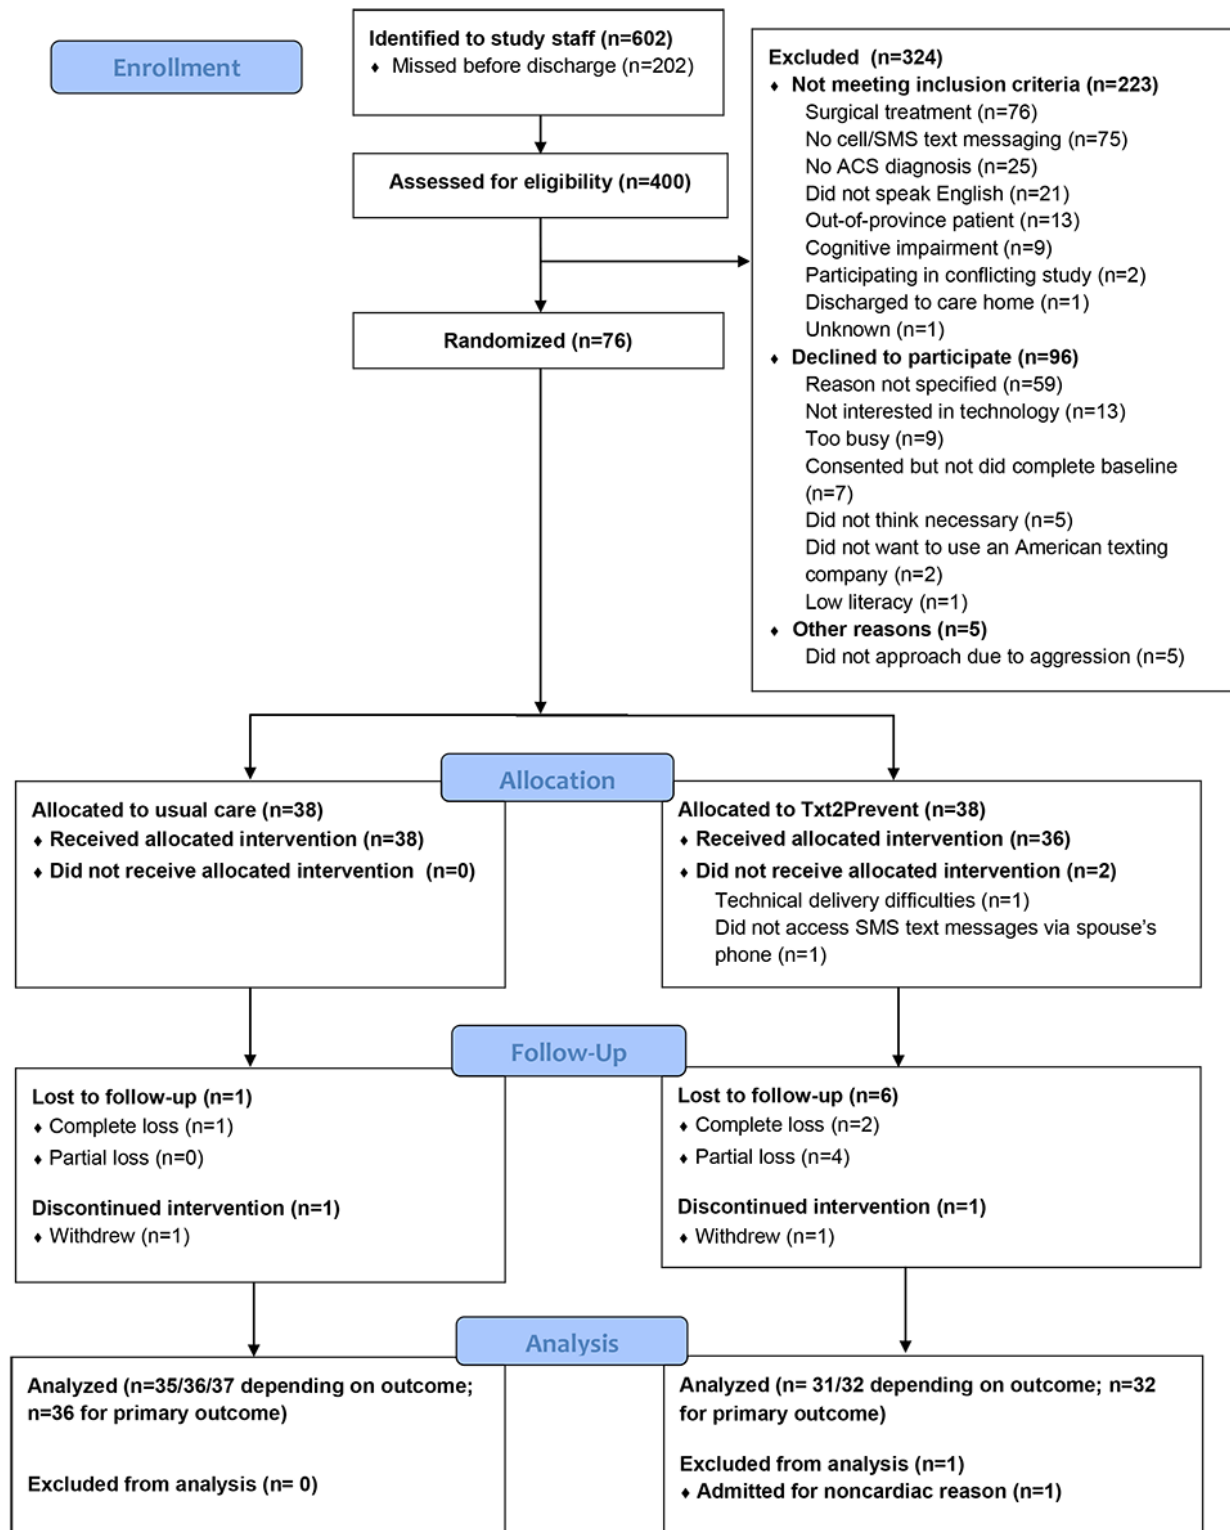 Enrollment
Identified to study staff (n=602)
♦ Missed before discharge (n=202)
Assessed for eligibility (n=400)
Excluded (n=324)
♦ Not meeting inclusion criteria (n=223)
Surgical treatment (n=76)
No cell/SMS text messaging (n=75)
No ACS diagnosis (n=25)
Did not speak English (n=21)
Out-of-province patient (n=13)
Cognitive impairment (n=9)
Participating in conflicting study (n=2)
Discharged to care home (n=1)
Unknown (n=1)
♦ Declined to participate (n=96)
Reason not specified (n=59)
Not interested in technology (n=13)
Too busy (n=9)
Consented but not did complete baseline
(n=7)
Did not think necessary (n=5)
Did not want to use an American texting
company (n=2)
Low literacy (n=1)
♦ Other reasons (n=5)
Did not approach due to aggression (n=5)
Randomized (n=76)
Allocation
Allocated to usual care (n=38)
♦ Received allocated intervention (n=38)
♦ Did not receive allocated intervention (n=0)
Allocated to Txt2Prevent (n=38)
♦ Received allocated intervention (n=36)
♦ Did not receive allocated intervention (n=2)
Technical delivery difficulties (n=1)
Did not access SMS text messages via spouse's
phone (n=1)
Follow-Up
Lost to follow-up (n=1)
♦ Complete loss (n=1)
♦ Partial loss (n=0)
Discontinued intervention (n=1)
♦ Withdrew (n=1)
Lost to follow-up (n=6)
♦ Complete loss (n=2)
♦ Partial loss (n=4)
Discontinued intervention (n=1)
♦ Withdrew (n=1)
Analysis
Analyzed (n=35/36/37 depending on outcome;
n=36 for primary outcome)
Excluded from analysis (n= 0)
Analyzed (n= 31/32 depending on outcome; n=32
for primary outcome)
Excluded from analysis (n=1)
♦ Admitted for noncardiac reason (n=1)